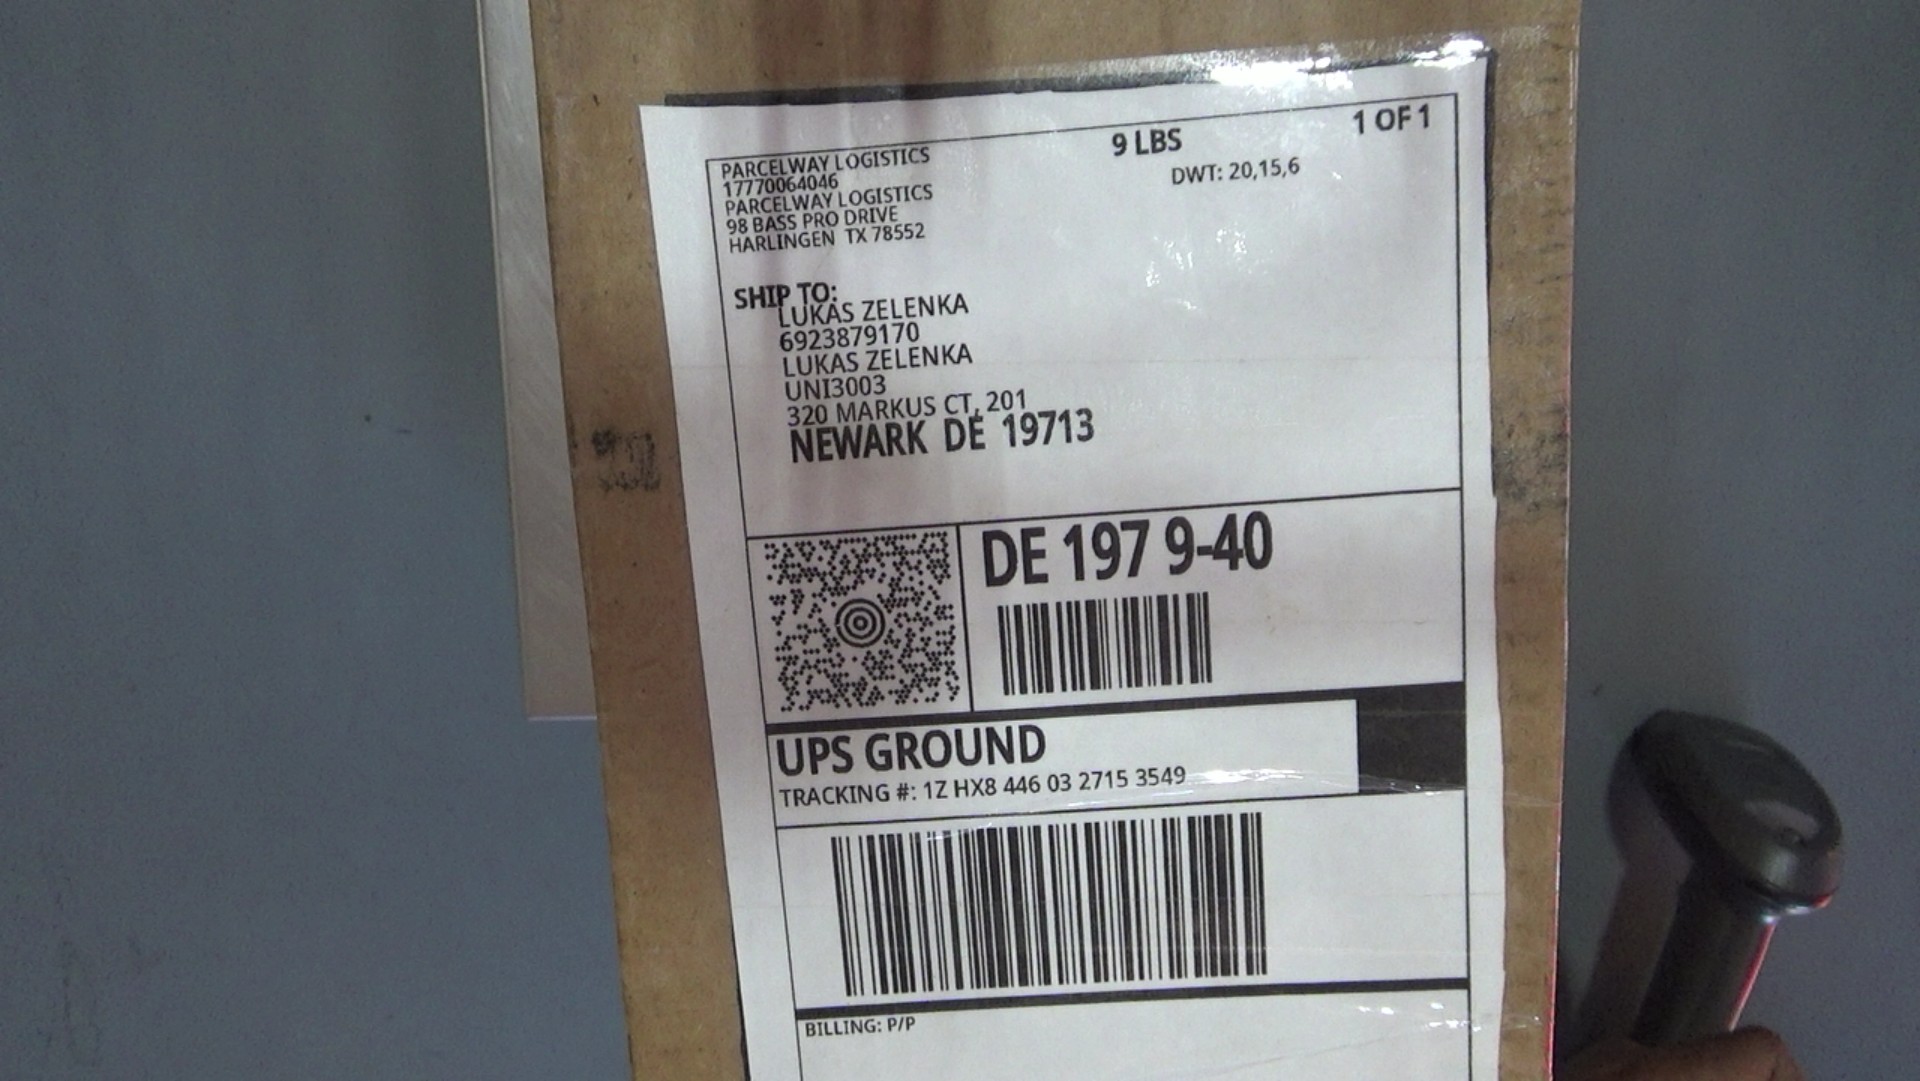 PARCELWAY LOGISTICS
17770064046
PARCELWAY LOGISTICS
98 BASS PRO DRIVE
HARLINGEN TX 78552
9 LBS
1 OF 1
DWT: 20,15,6
SHIP TO:
LUKAS ZELENKA
6923879170
LUKAS ZELENKA
UNI3003
320 MARKUS CT, 201
NEWARK DE 19713
DE 197 9-40
UPS GROUND
TRACKING #: 1Z HX8 446 03 2715 3549
BILLING: P/P